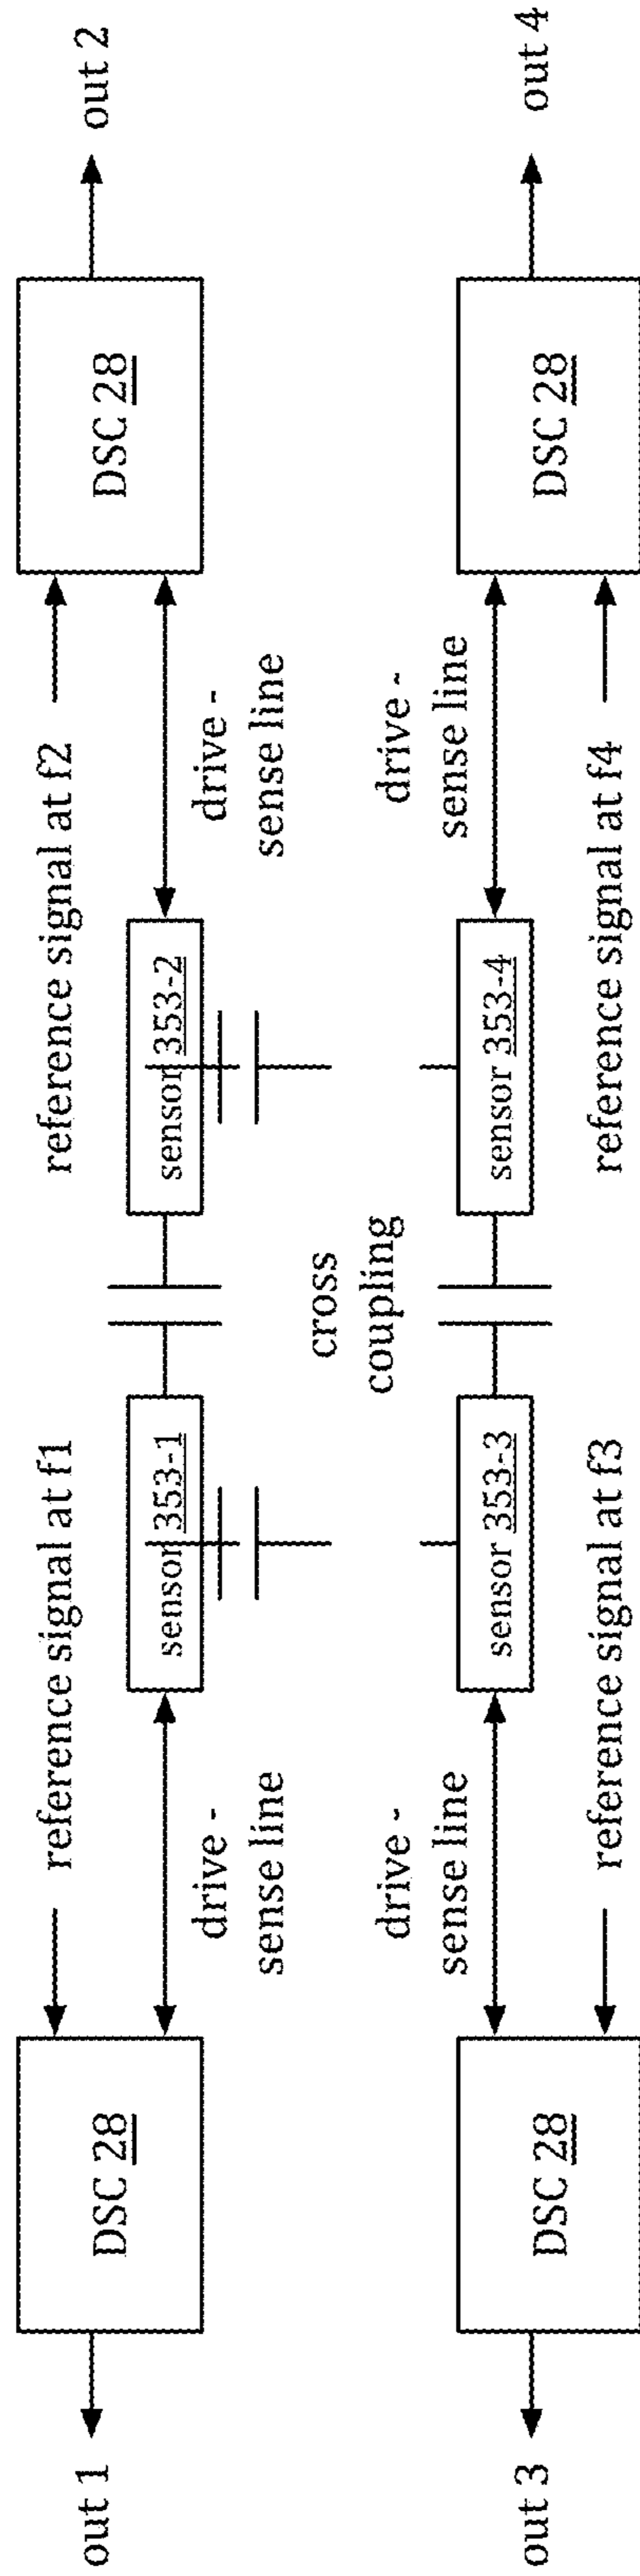 out 1
DSC 28
reference signal at f1
drive -
sense line
sensor 353-1
sensor 353-2
reference signal at f2
drive -
sense line
DSC 28
out 2
cross
coupling
out 3
DSC 28
drive -
sense line
reference signal at f3
sensor 353-3
sensor 353-4
drive -
sense line
reference signal at f4
DSC 28
out 4